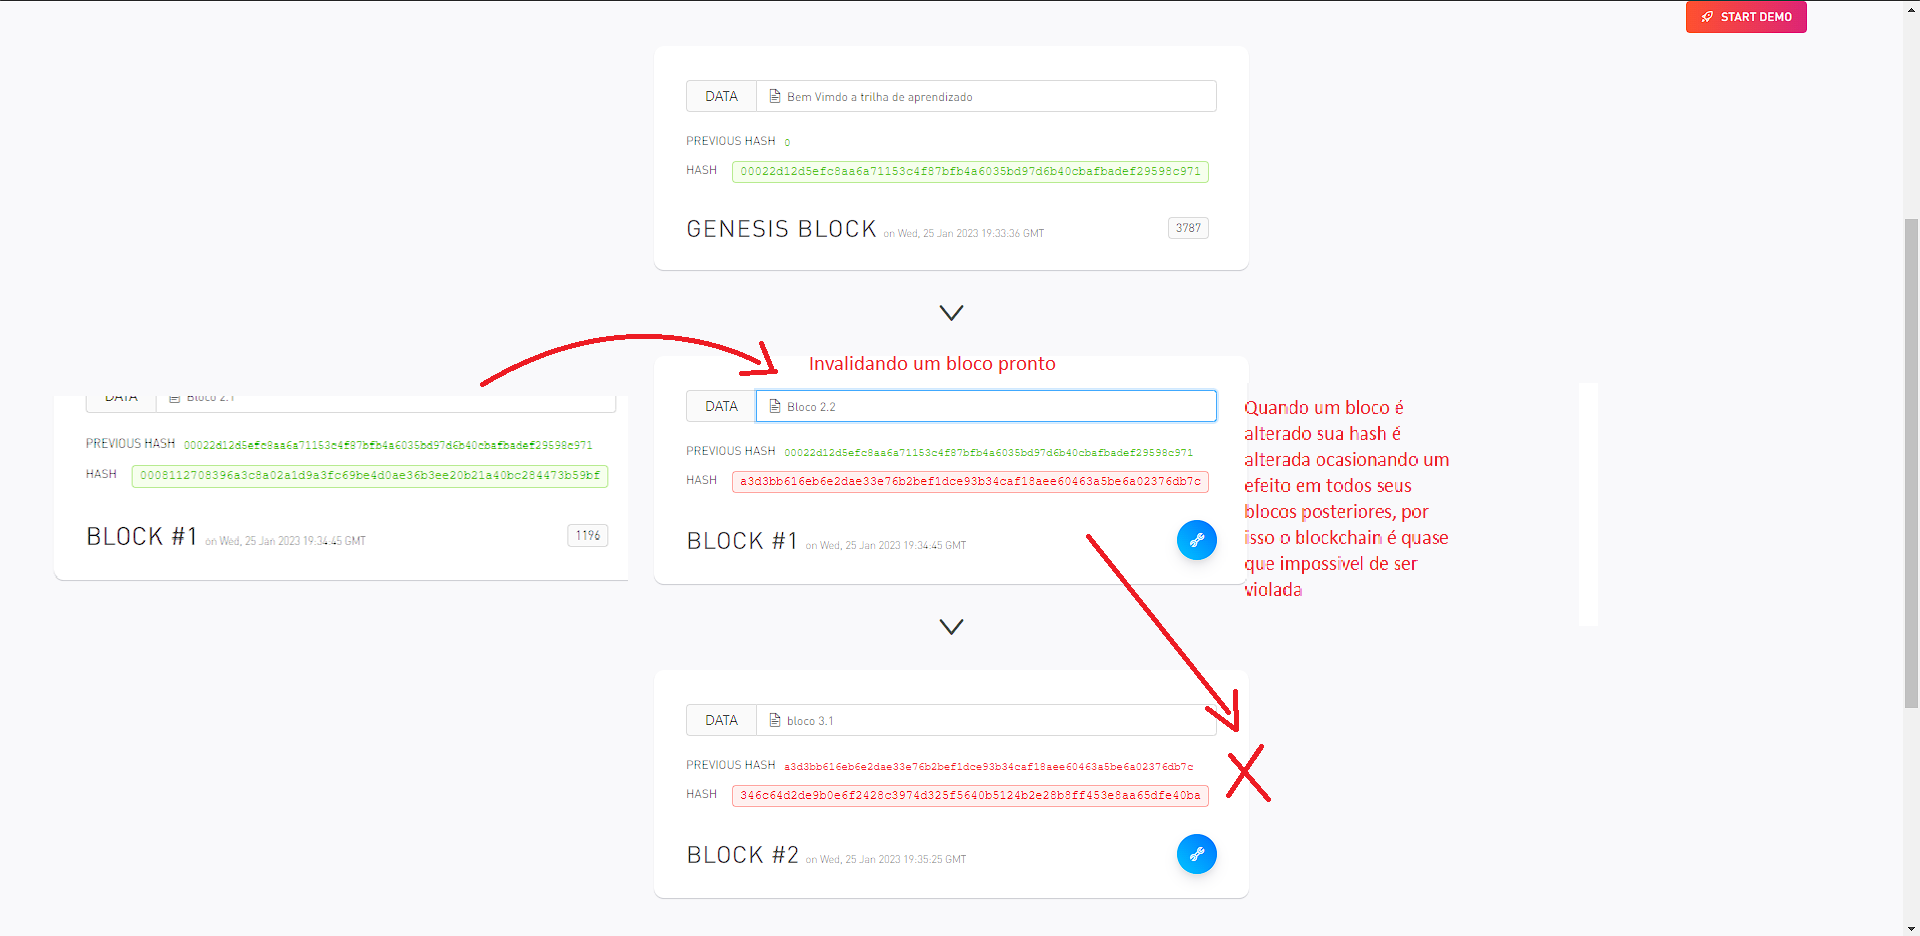 START DEMO
DATA
Bem Vimdo a trilha de aprendizado
PREVIOUS HASH 0
HASH 00022d12d5efc8aa6a71153c4f87bfb4a6035bd97d6b40cbafbadef29598c971
GENESIS BLOCK on Wed, 25 Jan 2023 19:33:36 GMT
3787
Invalidando um bloco pronto
DATA
Bloco 2.1
PREVIOUS HASH 00022d12d5efc8aa6a71153c4f87bfb4a6035bd97d6b40cbafbadef29598c971
HASH 0008112708396a3c8a02a1d9a3fc69be4d0ae36b3ee20b21a40bc284473b59bf
BLOCK #1 on Wed, 25 Jan 2023 19:34:45 GMT
1196
DATA
Bloco 2.2
PREVIOUS HASH 00022d12d5efc8aa6a71153c4f87bfb4a6035bd97d6b40cbafbadef29598c971
HASH a3d3bb616eb6e2dae33e76b2bef1dce93b34caf18aee60463a5be6a02376db7c
BLOCK #1 on Wed, 25 Jan 2023 19:34:45 GMT
Quando um bloco é
alterado sua hash é
alterada ocasionando um
efeito em todos seus
blocos posteriores, por
isso o blockchain é quase
que impossivel de ser
violada
DATA
bloco 3.1
PREVIOUS HASH a3d3bb616eb6e2dae33e76b2bef1dce93b34caf18aee60463a5be6a02376db7c
HASH 346c64d2de9b0e6f2428c3974d325f5640b5124b2e28b8ff453e8aa65dfe40ba
BLOCK #2 on Wed, 25 Jan 2023 19:35:25 GMT